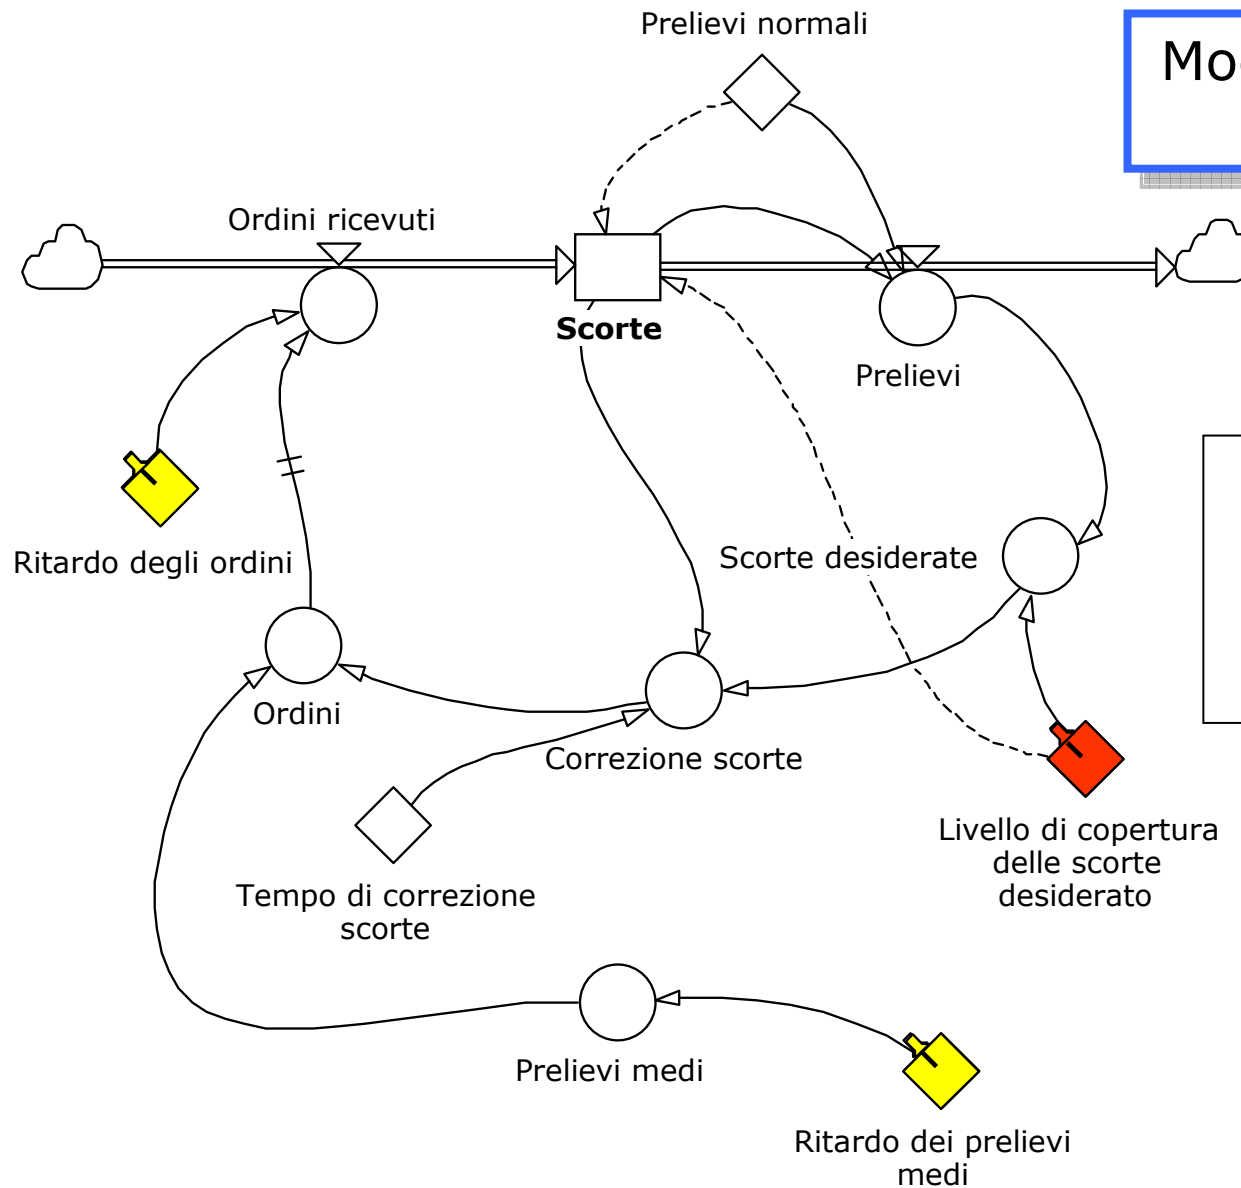 Prelievi normali
Ordini ricevuti
Scorte
Prelievi
Ritardo degli ordini
Scorte desiderate
Ordini
Correzione scorte
Livello di copertura
delle scorte
desiderato
Tempo di correzione
scorte
Prelievi medi
Ritardo dei prelievi
medi